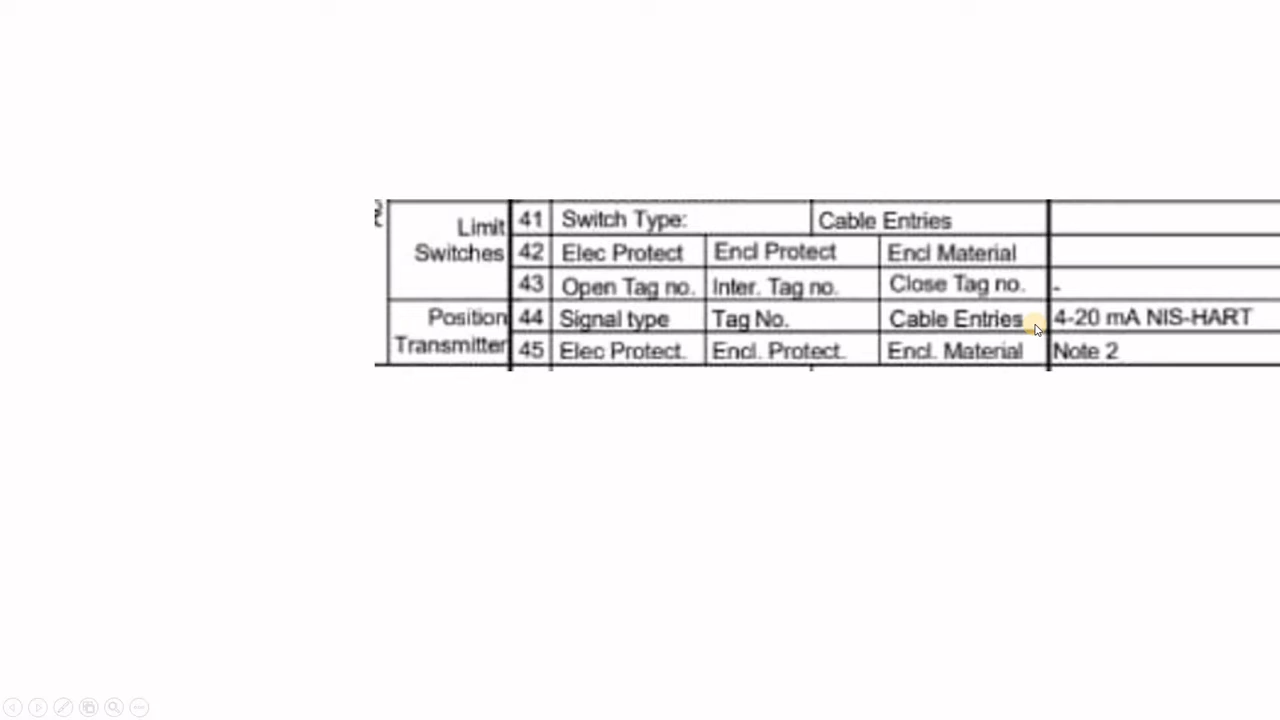 Limit Switches
41 Switch Type: Cable Entries
42 Elec Protect Encl Protect Encl Material
43 Open Tag no. Inter. Tag no. Close Tag no. -
Position Transmitter
44 Signal type Tag No. Cable Entries 4-20 mA NIS-HART
45 Elec Protect. Encl. Protect. Encl. Material Note 2